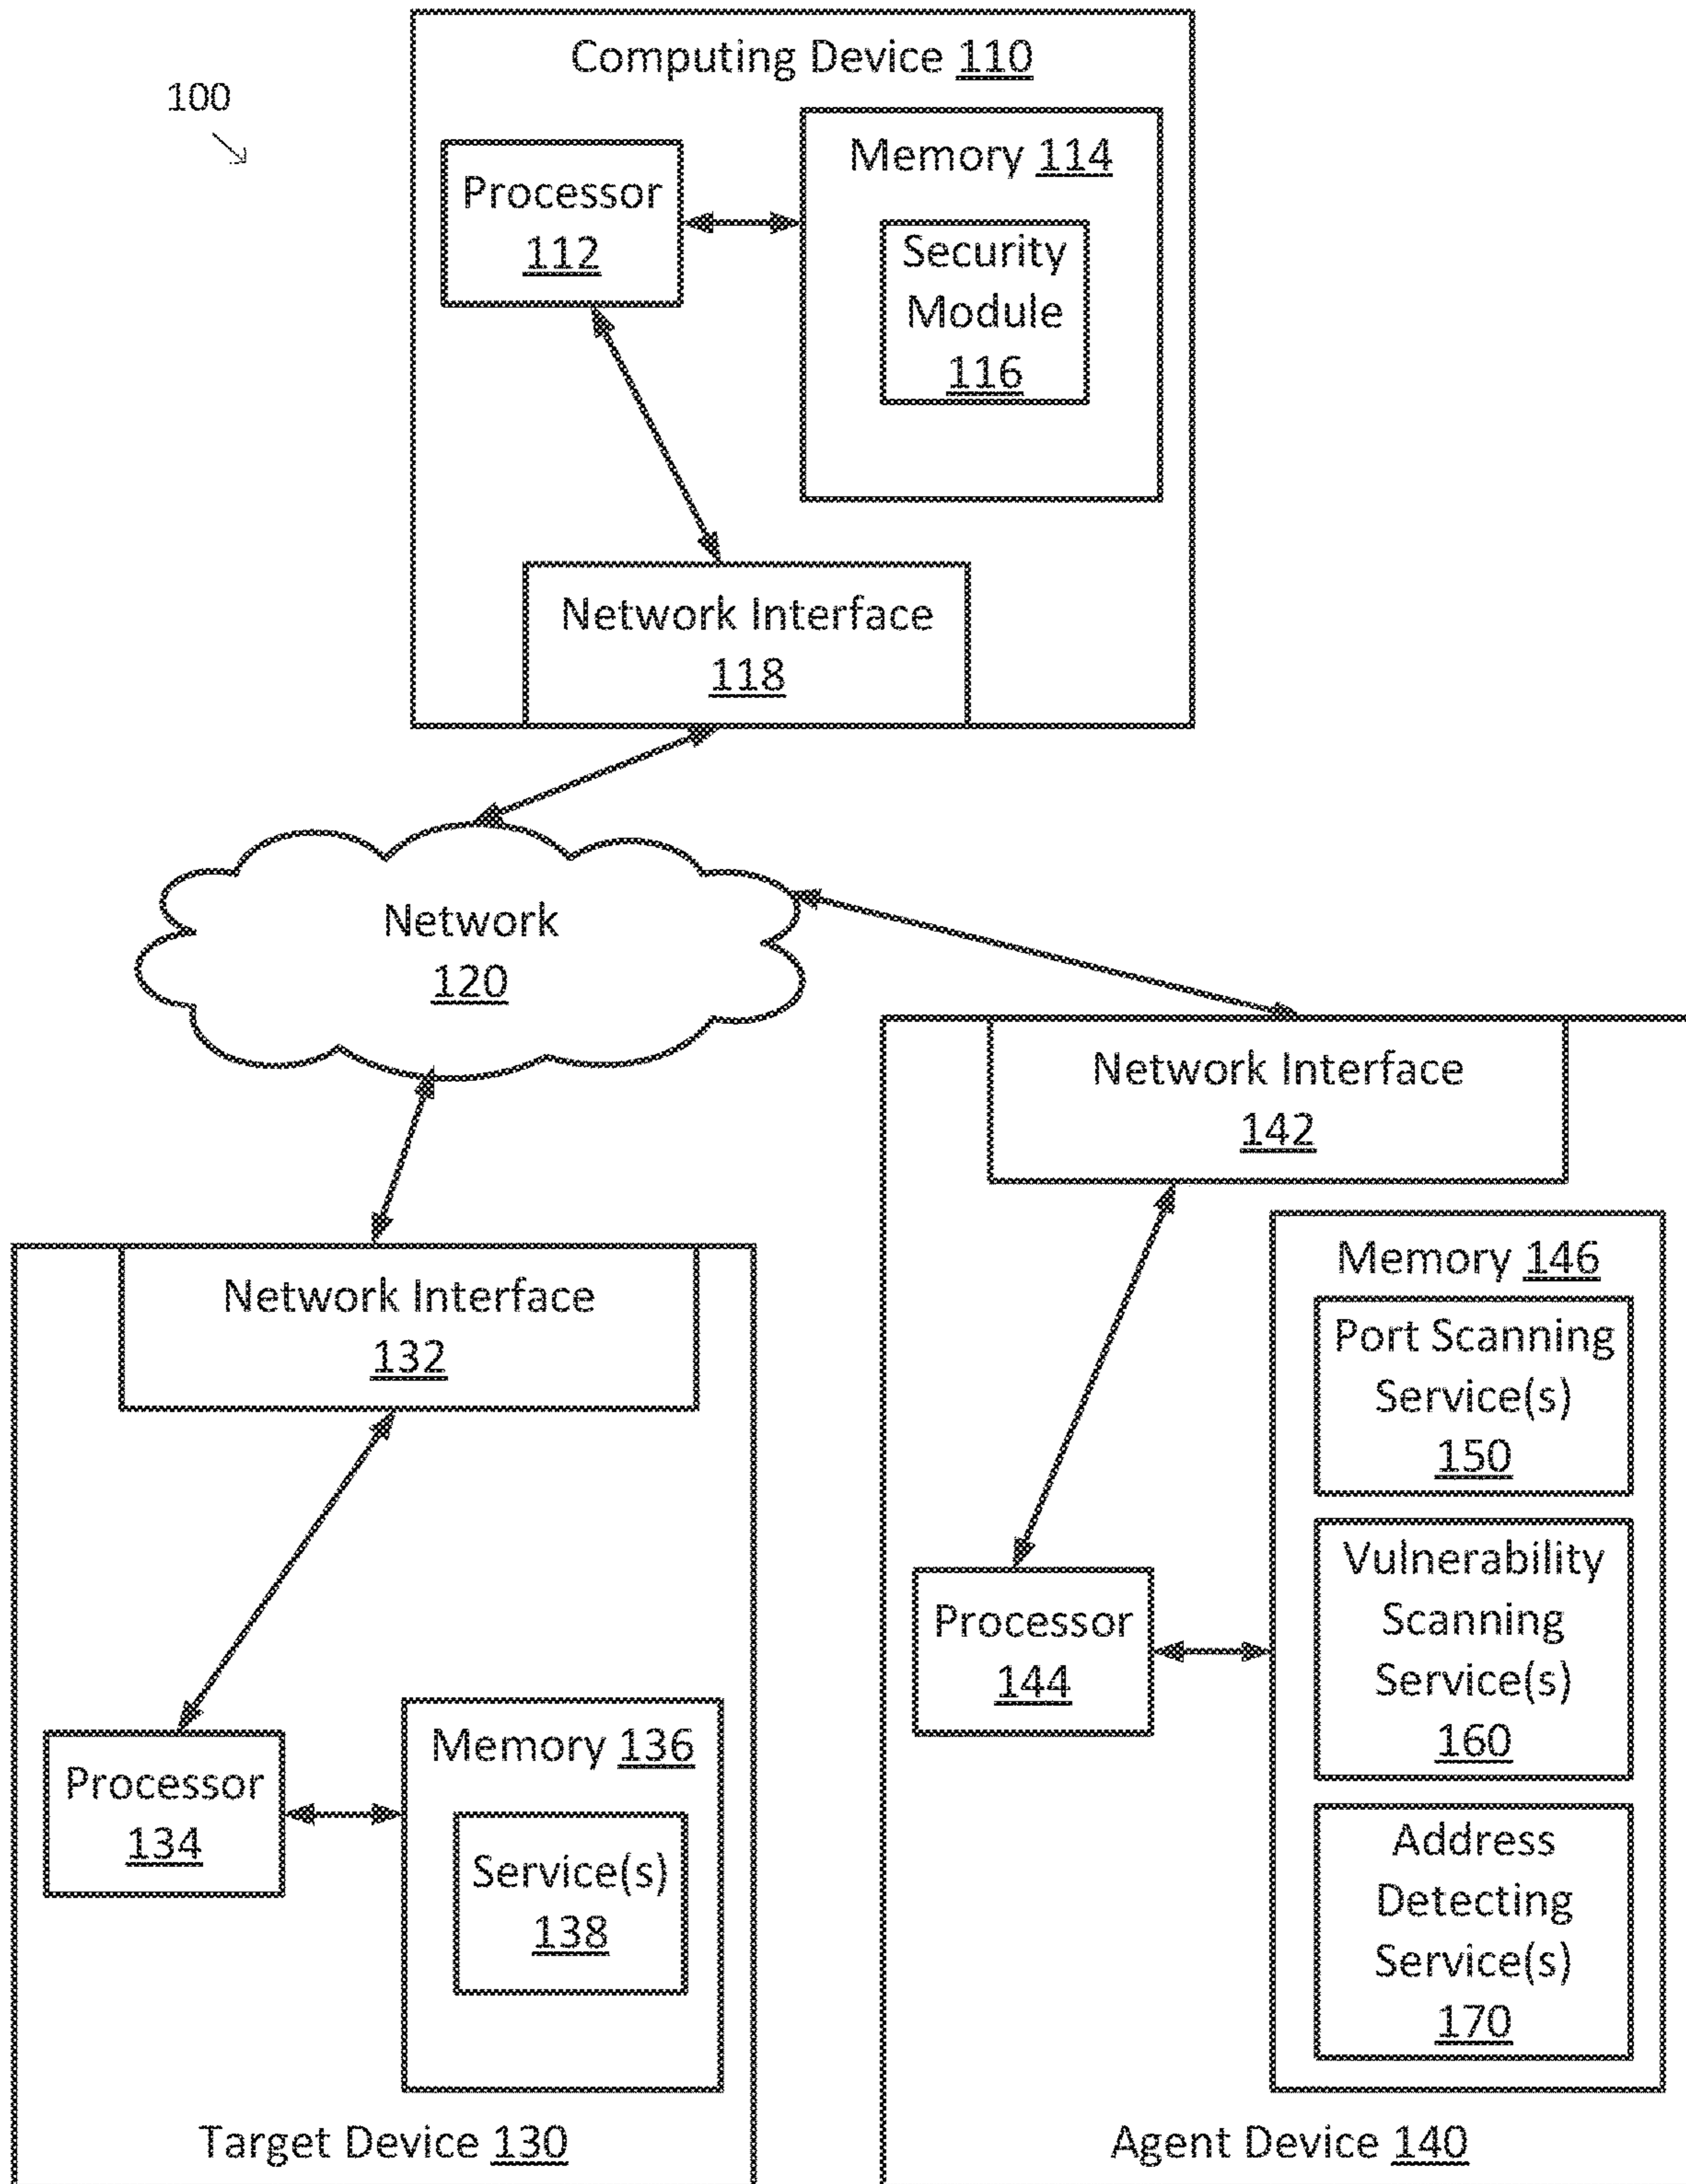 100
Computing Device 110
Processor
112
Memory 114
Security
Module
116
Network Interface
118
Network
120
Network Interface
132
Processor
134
Memory 136
Service(s)
138
Target Device 130
Network Interface
142
Processor
144
Memory 146
Port Scanning
Service(s)
150
Vulnerability
Scanning
Service(s)
160
Address
Detecting
Service(s)
170
Agent Device 140